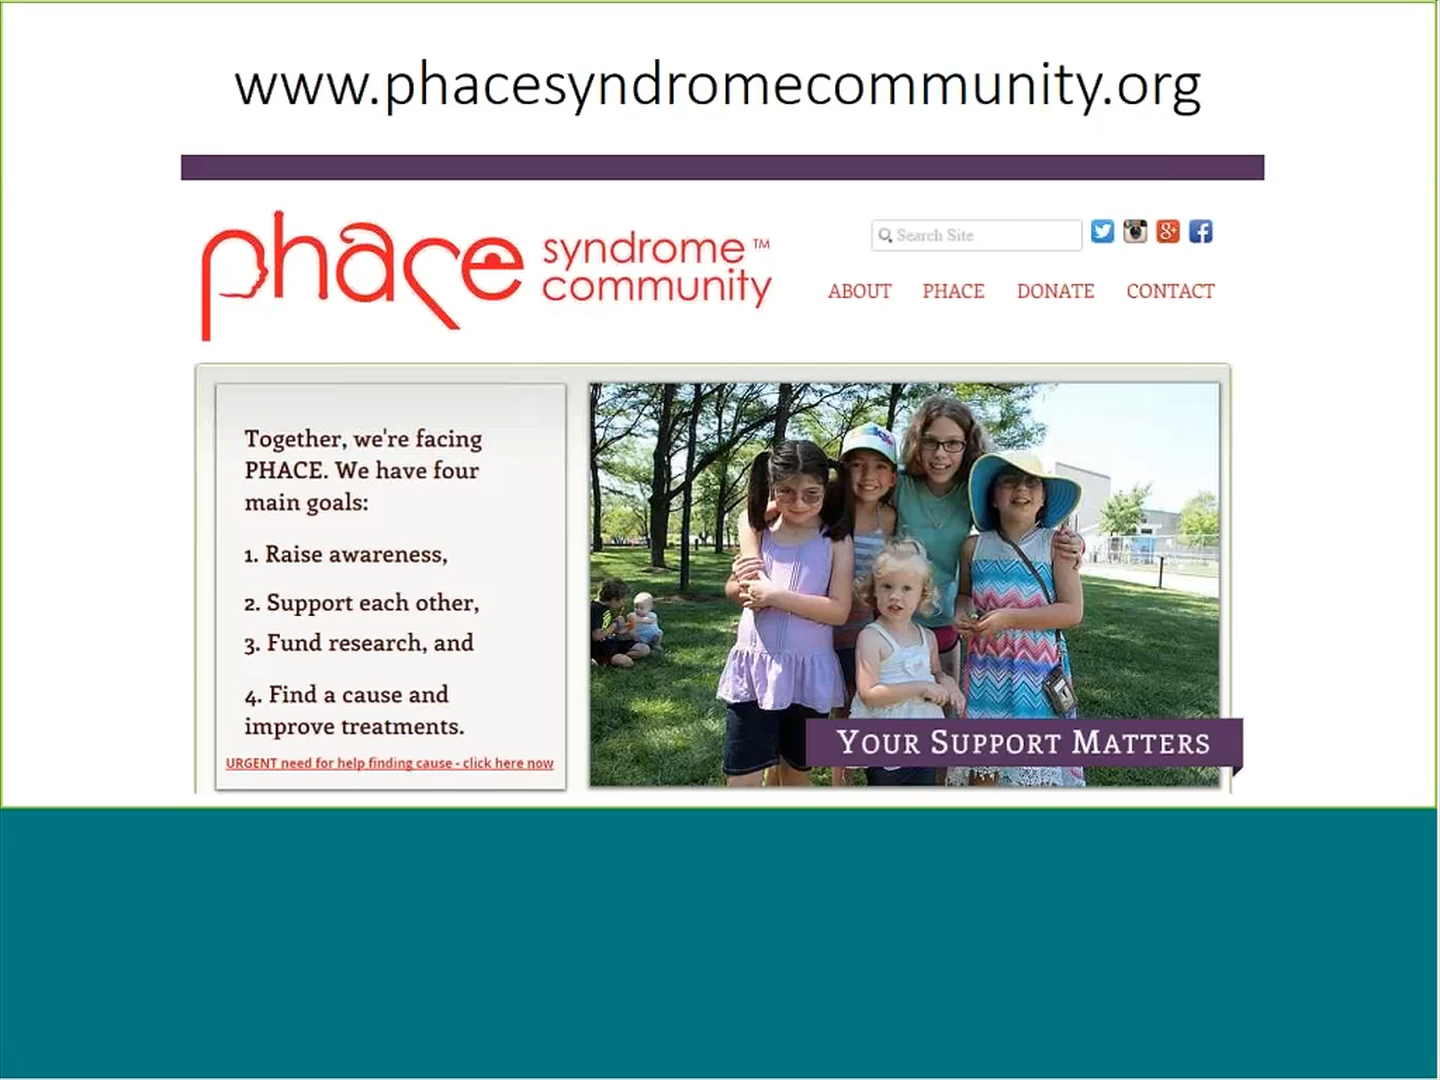 www.phacesyndromecommunity.org
phace syndrome ™
community
Search Site
ABOUT PHACE DONATE CONTACT
Together, we're facing
PHACE. We have four
main goals:
1. Raise awareness,
2. Support each other,
3. Fund research, and
4. Find a cause and
improve treatments.
URGENT need for help finding cause - click here now
YOUR SUPPORT MATTERS